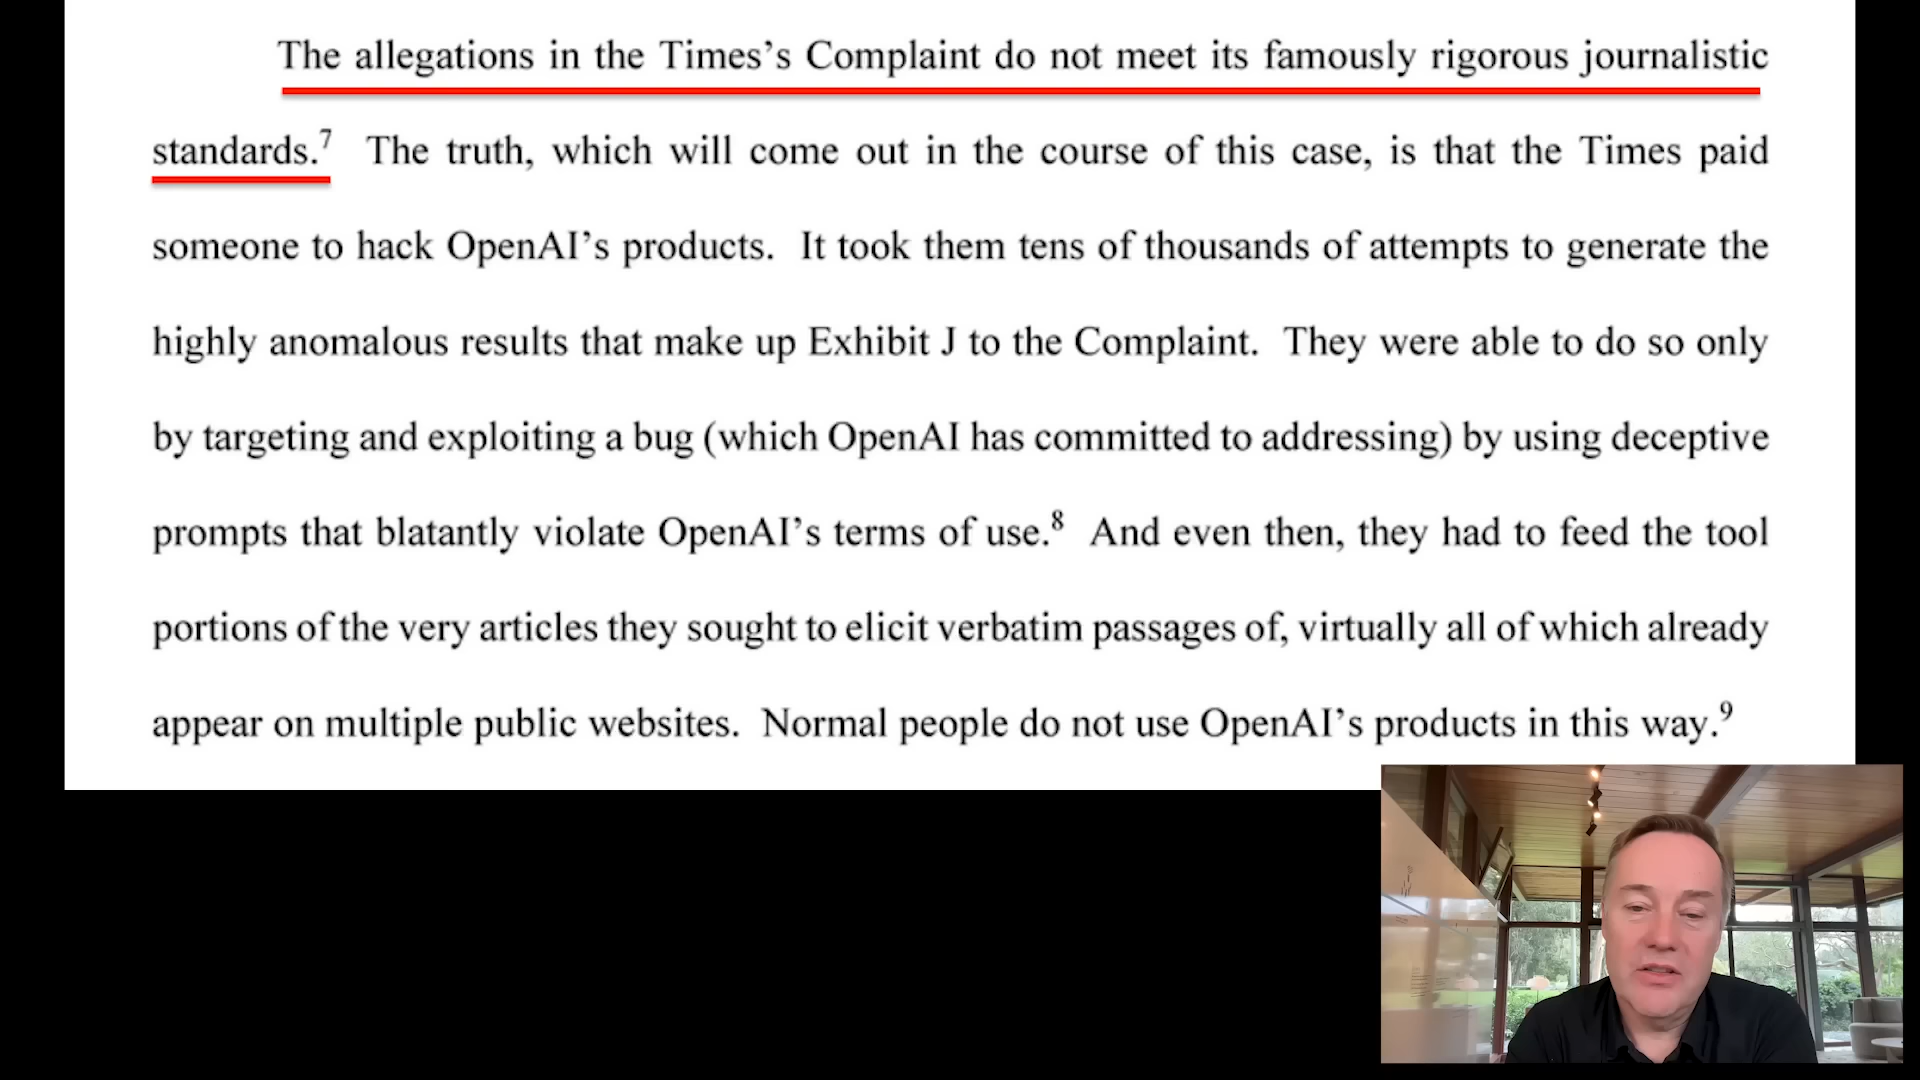 The allegations in the Times’s Complaint do not meet its famously rigorous journalistic
standards.7 The truth, which will come out in the course of this case, is that the Times paid
someone to hack OpenAI’s products. It took them tens of thousands of attempts to generate the
highly anomalous results that make up Exhibit J to the Complaint. They were able to do so only
by targeting and exploiting a bug (which OpenAI has committed to addressing) by using deceptive
prompts that blatantly violate OpenAI’s terms of use.8 And even then, they had to feed the tool
portions of the very articles they sought to elicit verbatim passages of, virtually all of which already
appear on multiple public websites. Normal people do not use OpenAI’s products in this way.9